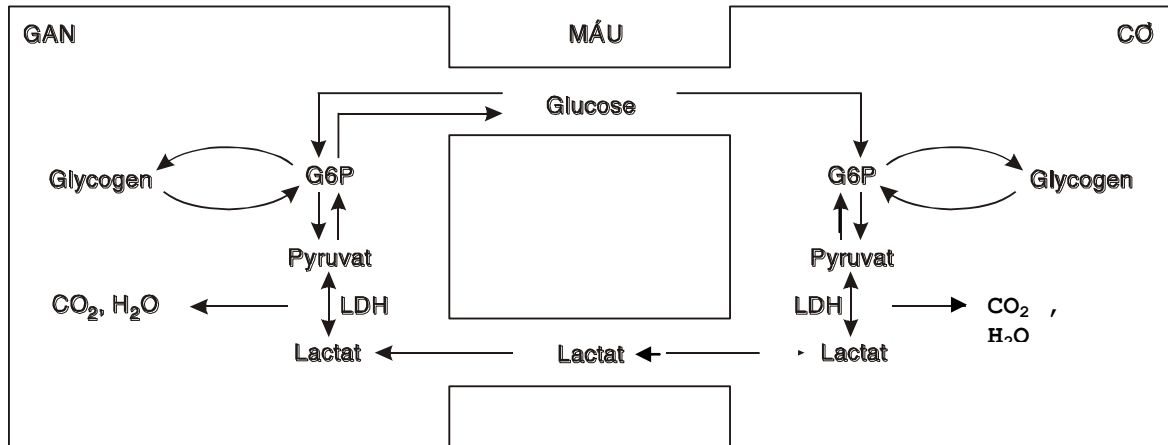 GAN MÁU CƠ
Glucose
Glycogen G6P G6P Glycogen
Pyruvat Pyruvat
CO₂, H₂O LDH LDH CO₂ ,
H₂O
Lactat Lactat Lactat